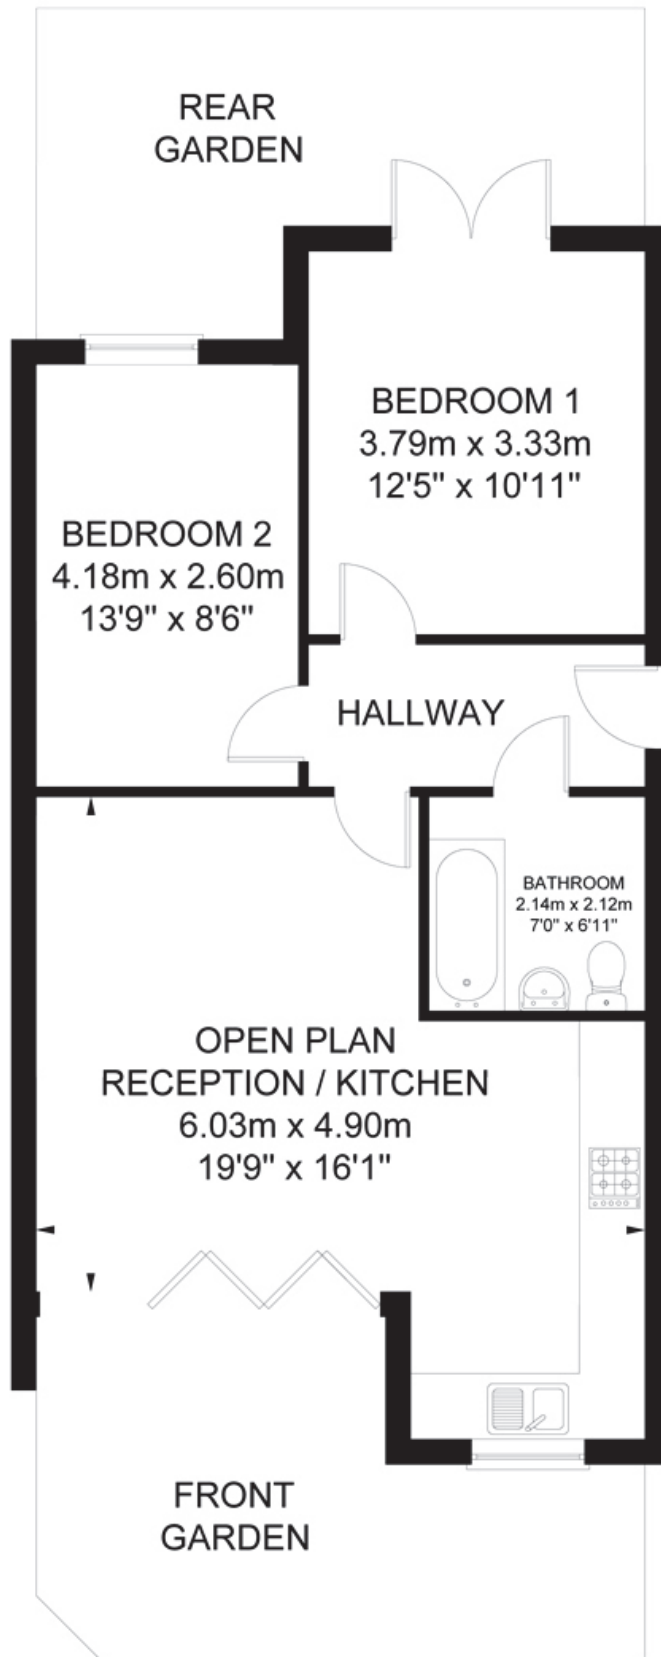 REAR
GARDEN
BEDROOM 1
3.79m x 3.33m
12'5" x 10'11"
BEDROOM 2
4.18m x 2.60m
13'9" x 8'6"
HALLWAY
BATHROOM
2.14m x 2.12m
7'0" x 6'11"
OPEN PLAN
RECEPTION / KITCHEN
6.03m x 4.90m
19'9" x 16'1"
FRONT
GARDEN